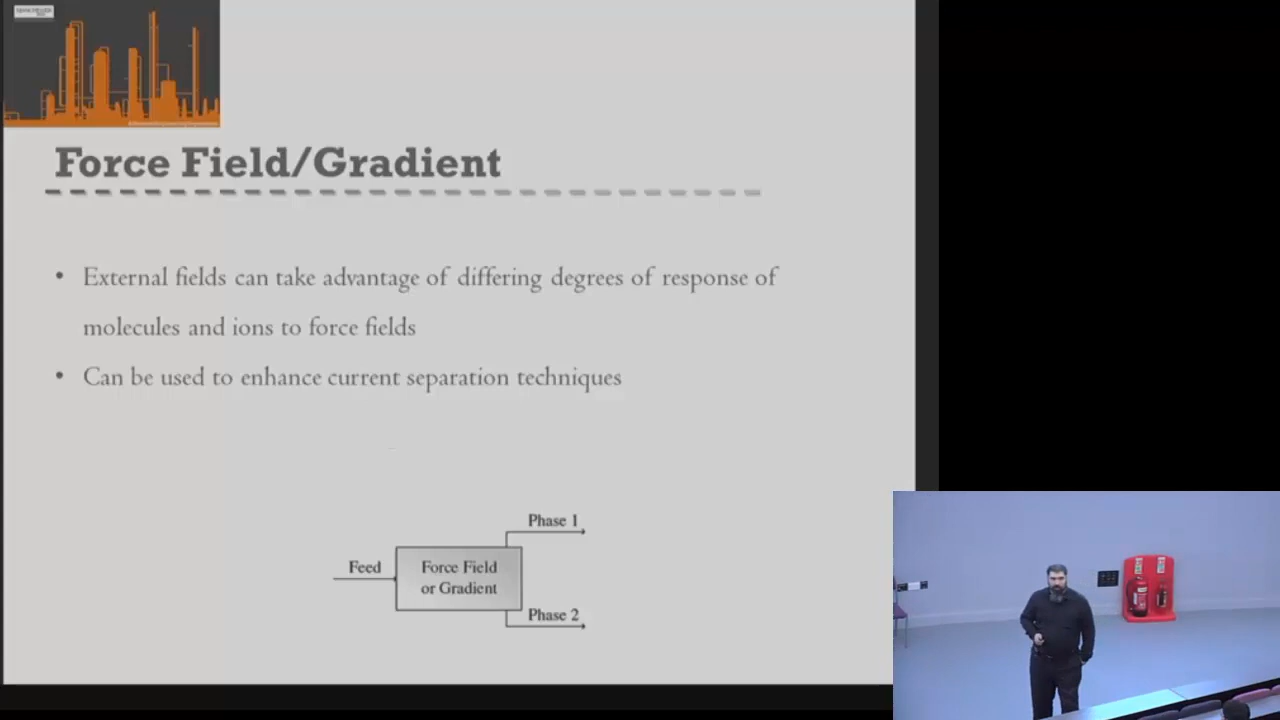 MANCHESTER
Force Field/Gradient
• External fields can take advantage of differing degrees of response of
molecules and ions to force fields
• Can be used to enhance current separation techniques
Phase 1
Feed
Force Field
or Gradient
Phase 2